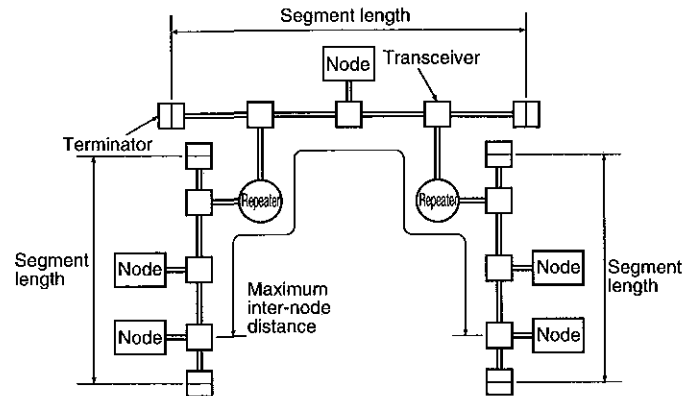 Segment length
Node
Transceiver
Terminator
Repeater
Repeater
Segment
length
Node
Node
Maximum
inter-node
distance
Node
Node
Segment
length